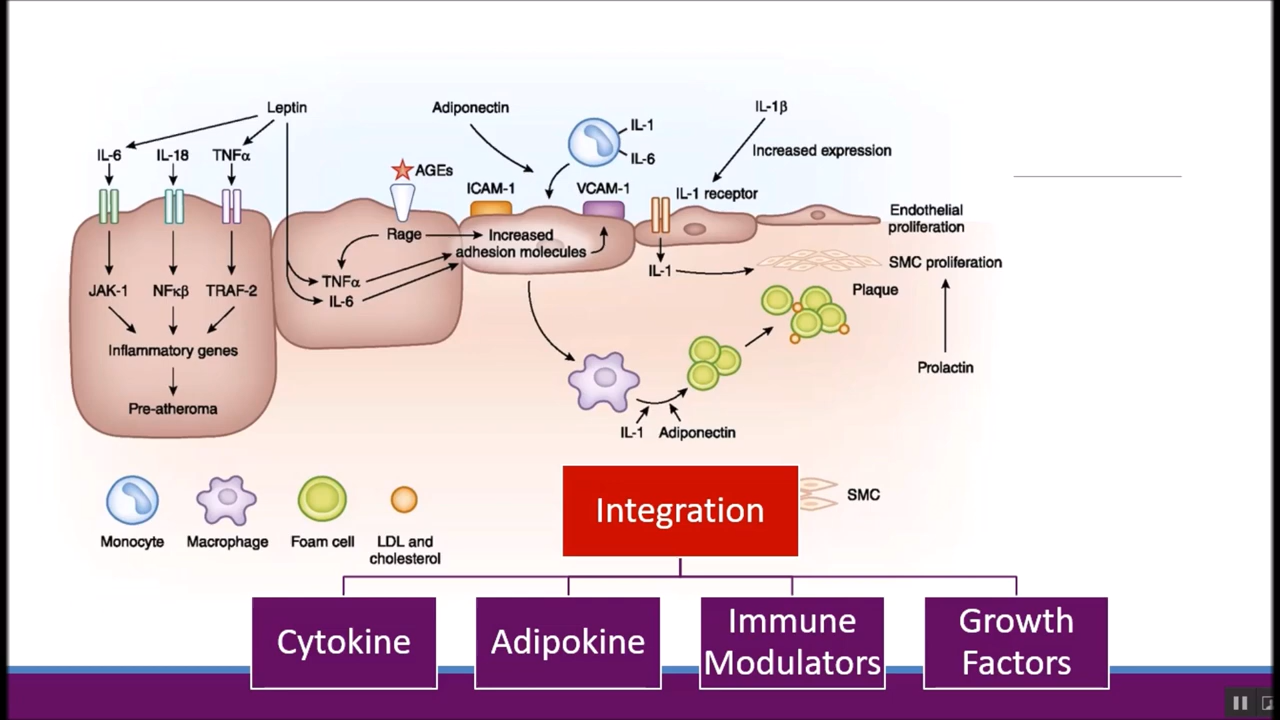 Leptin
Adiponectin
IL-1β
IL-1
IL-6
IL-6
IL-18
TNFα
Increased expression
AGEs
ICAM-1
VCAM-1
IL-1 receptor
Endothelial
proliferation
Rage
Increased
adhesion molecules
SMC proliferation
IL-1
TNFα
IL-6
JAK-1
NFκβ
TRAF-2
Plaque
Inflammatory genes
Prolactin
Pre-atheroma
IL-1
Adiponectin
Integration
SMC
Monocyte
Macrophage
Foam cell
LDL and
cholesterol
Cytokine
Adipokine
Immune
Modulators
Growth
Factors